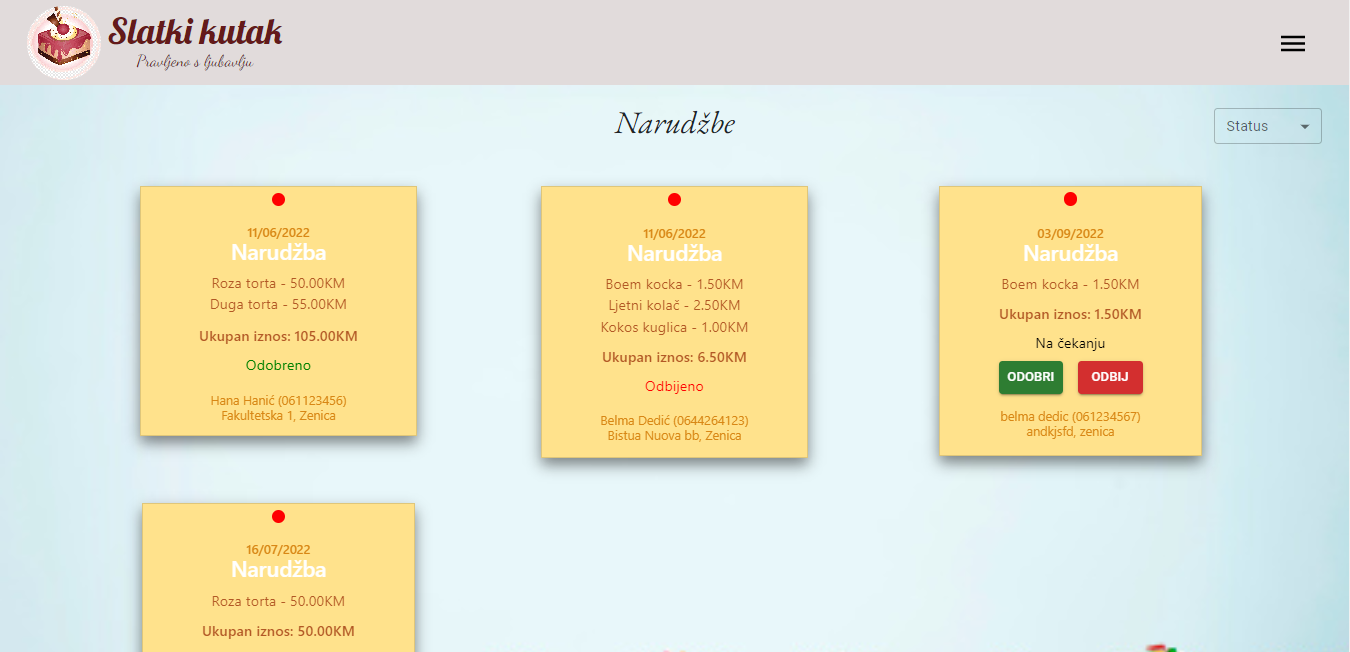 Slatki kutak
Pravljeno s ljubavlju
Narudžbe
Status
11/06/2022
Narudžba
Roza torta - 50.00KM
Duga torta - 55.00KM
Ukupan iznos: 105.00KM
Odobreno
Hana Hanić (061123456)
Fakultetska 1, Zenica
11/06/2022
Narudžba
Boem kocka - 1.50KM
Ljetni kolač - 2.50KM
Kokos kuglica - 1.00KM
Ukupan iznos: 6.50KM
Odbijeno
Belma Dedić (0644264123)
Bistua Nuova bb, Zenica
03/09/2022
Narudžba
Boem kocka - 1.50KM
Ukupan iznos: 1.50KM
Na čekanju
ODOBRI ODBIJ
belma dedic (061234567)
andkjsfd, zenica
16/07/2022
Narudžba
Roza torta - 50.00KM
Ukupan iznos: 50.00KM